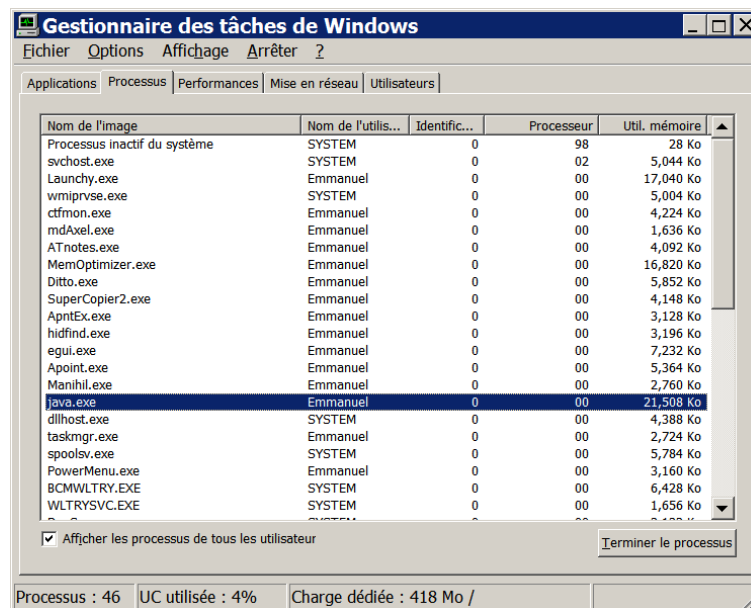 Gestionnaire des tâches de Windows
Fichier Options Affichage Arrêter ?
Applications Processus Performances Mise en réseau Utilisateurs
Nom de l'image Nom de l'utilis... Identific... Processeur Util. mémoire
Processus inactif du système SYSTEM 0 98 28 Ko
svchost.exe SYSTEM 0 02 5,044 Ko
Launchy.exe Emmanuel 0 00 17,040 Ko
wmiprvse.exe SYSTEM 0 00 5,004 Ko
ctfmon.exe Emmanuel 0 00 4,224 Ko
mdAxel.exe Emmanuel 0 00 1,636 Ko
ATnotes.exe Emmanuel 0 00 4,092 Ko
MemOptimizer.exe Emmanuel 0 00 16,820 Ko
Ditto.exe Emmanuel 0 00 5,852 Ko
SuperCopier2.exe Emmanuel 0 00 4,148 Ko
ApntEx.exe Emmanuel 0 00 3,128 Ko
hidfind.exe Emmanuel 0 00 3,196 Ko
egui.exe Emmanuel 0 00 7,232 Ko
Apoint.exe Emmanuel 0 00 5,364 Ko
Manihil.exe Emmanuel 0 00 2,760 Ko
java.exe Emmanuel 0 00 21,508 Ko
dllhost.exe SYSTEM 0 00 4,388 Ko
taskmgr.exe Emmanuel 0 00 2,724 Ko
spoolsv.exe SYSTEM 0 00 5,784 Ko
PowerMenu.exe Emmanuel 0 00 3,160 Ko
BCMWLTRY.EXE SYSTEM 0 00 6,428 Ko
WLTRYSVC.EXE SYSTEM 0 00 1,656 Ko
Afficher les processus de tous les utilisateur
Terminer le processus
Processus : 46 UC utilisée : 4% Charge dédiée : 418 Mo /